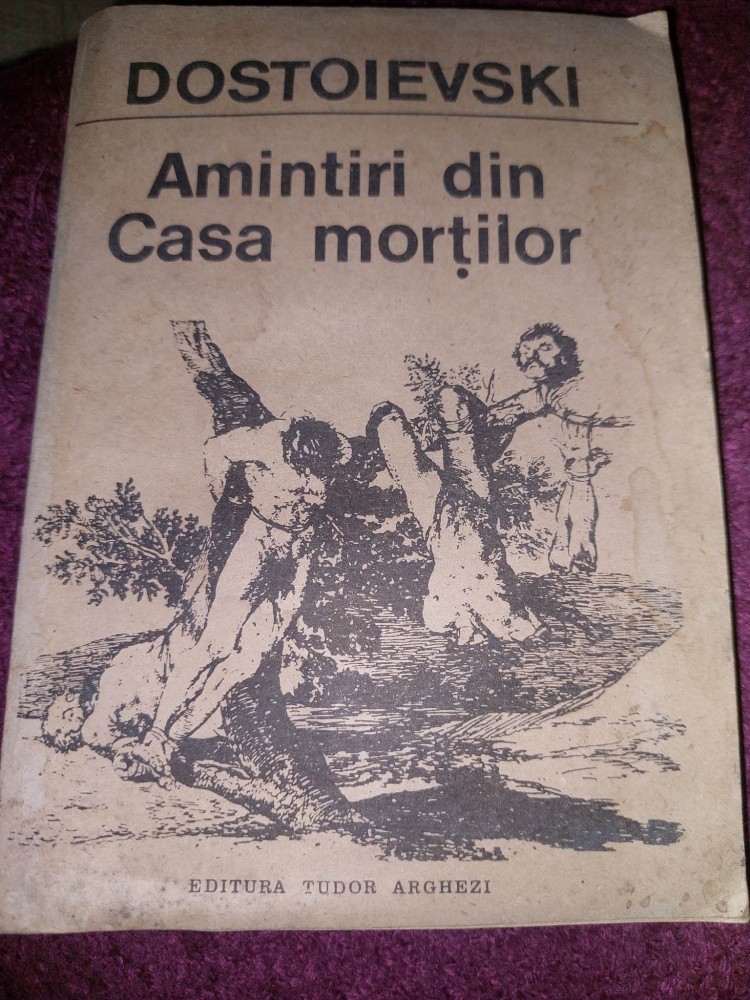 DOSTOIEVSKI
Amintiri din
Casa morților
EDITURA TUDOR ARGHEZI